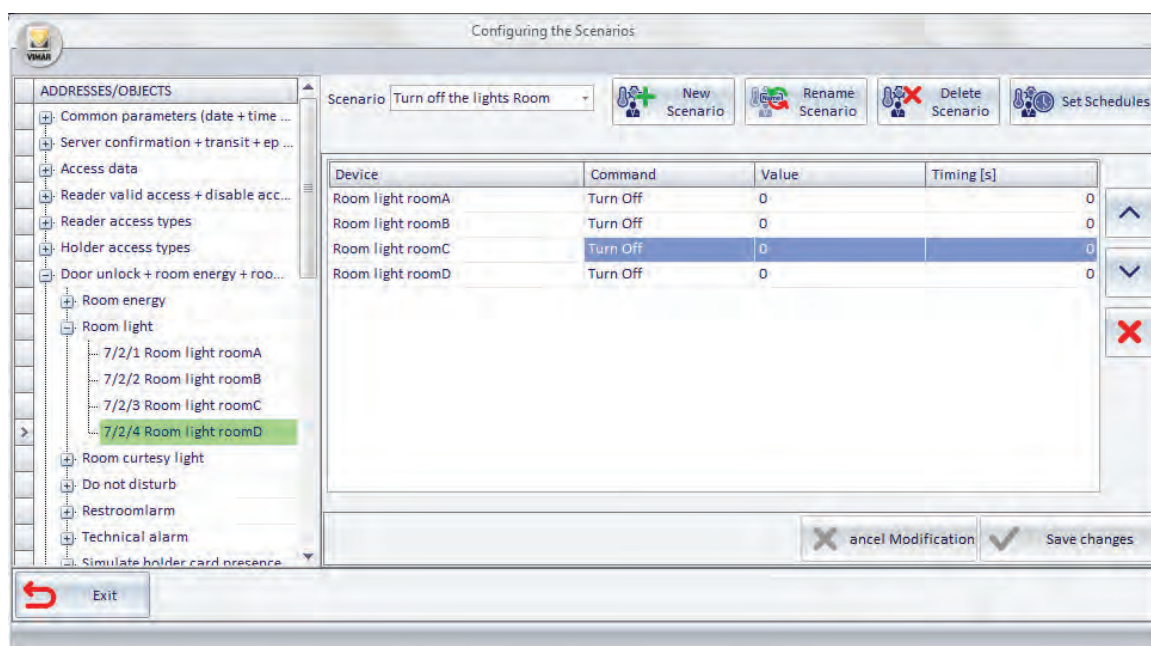 Configuring the Scenarios
VIMAR
ADDRESSES/OBJECTS
Common parameters (date + time ...
Server confirmation + transit + ep ...
Access data
Reader valid access + disable acc...
Reader access types
Holder access types
Door unlock + room energy + roo...
Room energy
Room light
7/2/1 Room light roomA
7/2/2 Room light roomB
7/2/3 Room light roomC
7/2/4 Room light roomD
Room curtesy light
Do not disturb
Restroomlarm
Technical alarm
Simulate holder card presence
Scenario Turn off the lights Room
New Scenario
Rename Scenario
Delete Scenario
Set Schedules
Device Command Value Timing [s]
Room light roomA Turn Off 0 0
Room light roomB Turn Off 0 0
Room light roomC Turn Off 0 0
Room light roomD Turn Off 0 0
ancel Modification
Save changes
Exit